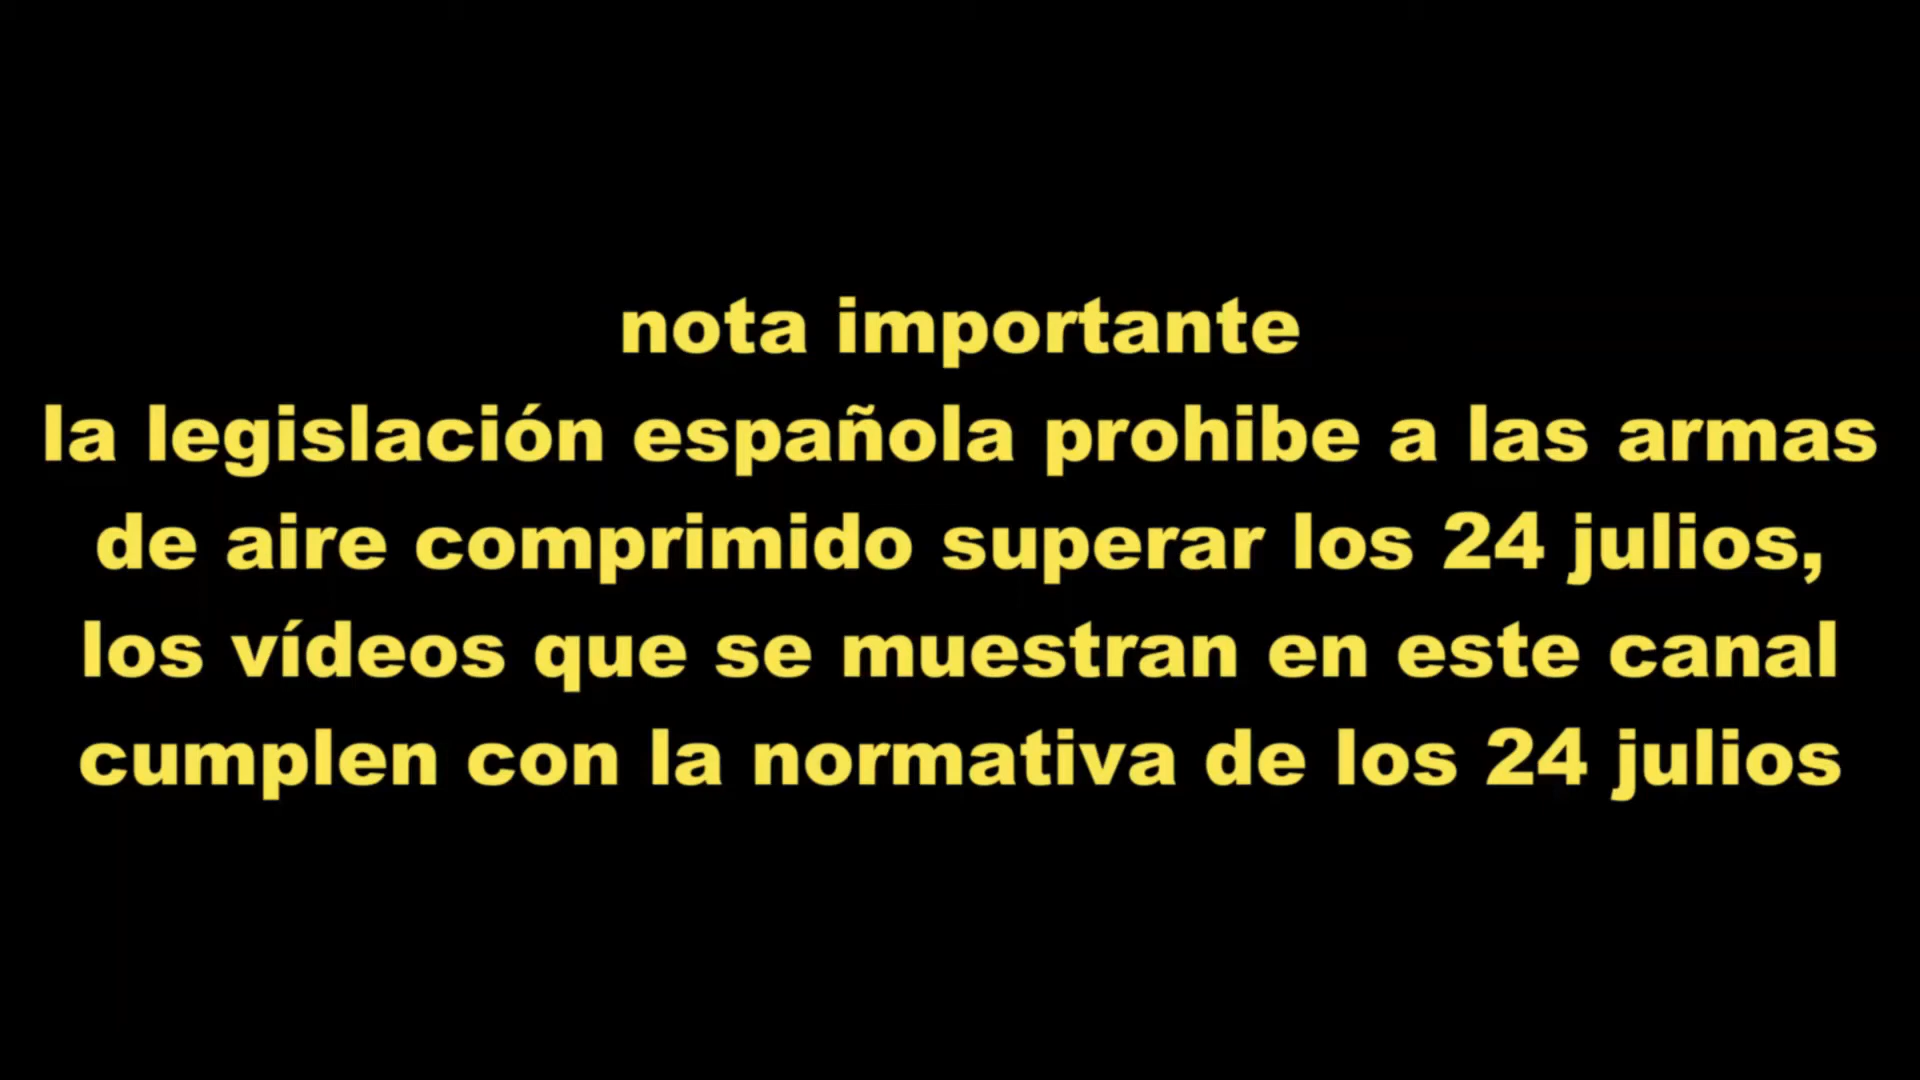 nota importante
la legislación española prohibe a las armas
de aire comprimido superar los 24 julios,
los vídeos que se muestran en este canal
cumplen con la normativa de los 24 julios